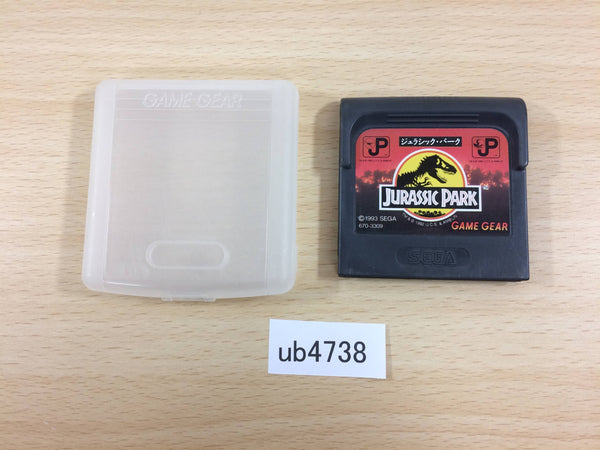 GAME GEAR
ジュラシック・パーク
JP
JP
JURASSIC PARK
©1993 SEGA
670-3309
GAME GEAR
SEGA
ub4738